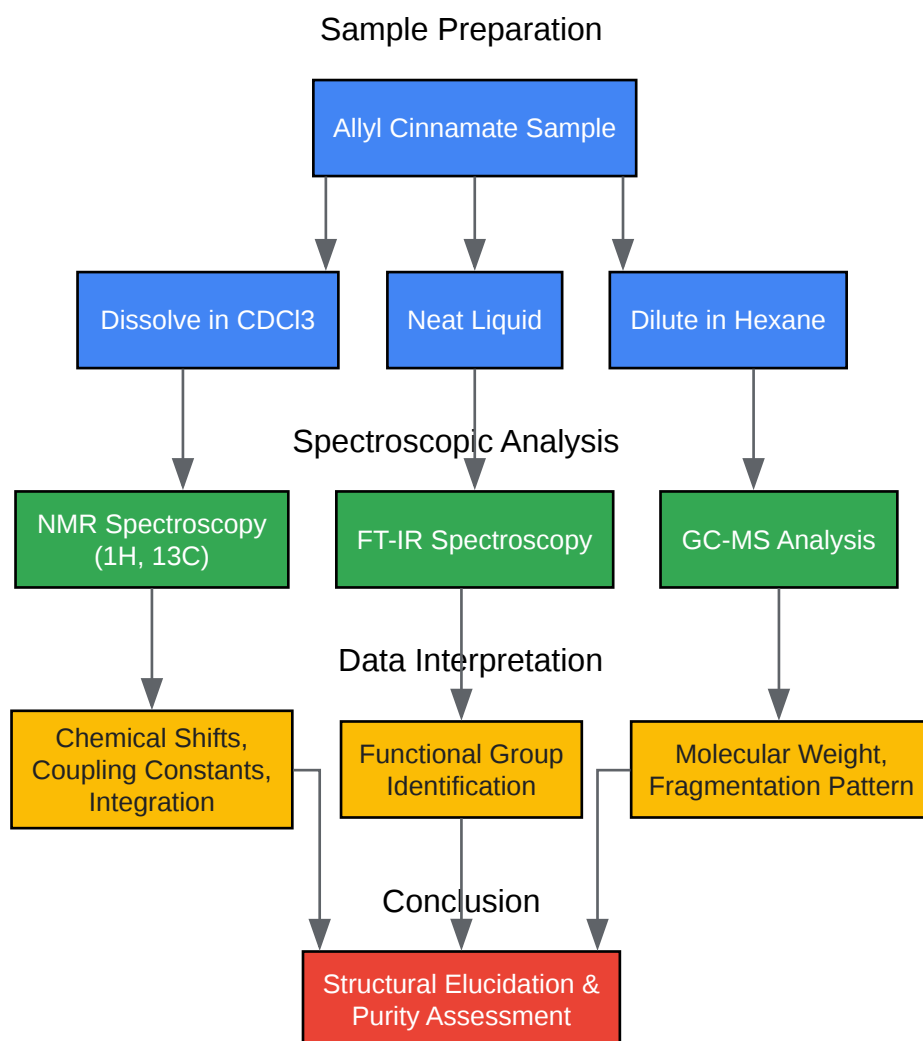 Sample Preparation
Allyl Cinnamate Sample
Dissolve in CDCl3
Neat Liquid
Dilute in Hexane
Spectroscopic Analysis
NMR Spectroscopy
(1H, 13C)
FT-IR Spectroscopy
GC-MS Analysis
Data Interpretation
Chemical Shifts,
Coupling Constants,
Integration
Functional Group
Identification
Molecular Weight,
Fragmentation Pattern
Conclusion
Structural Elucidation &
Purity Assessment